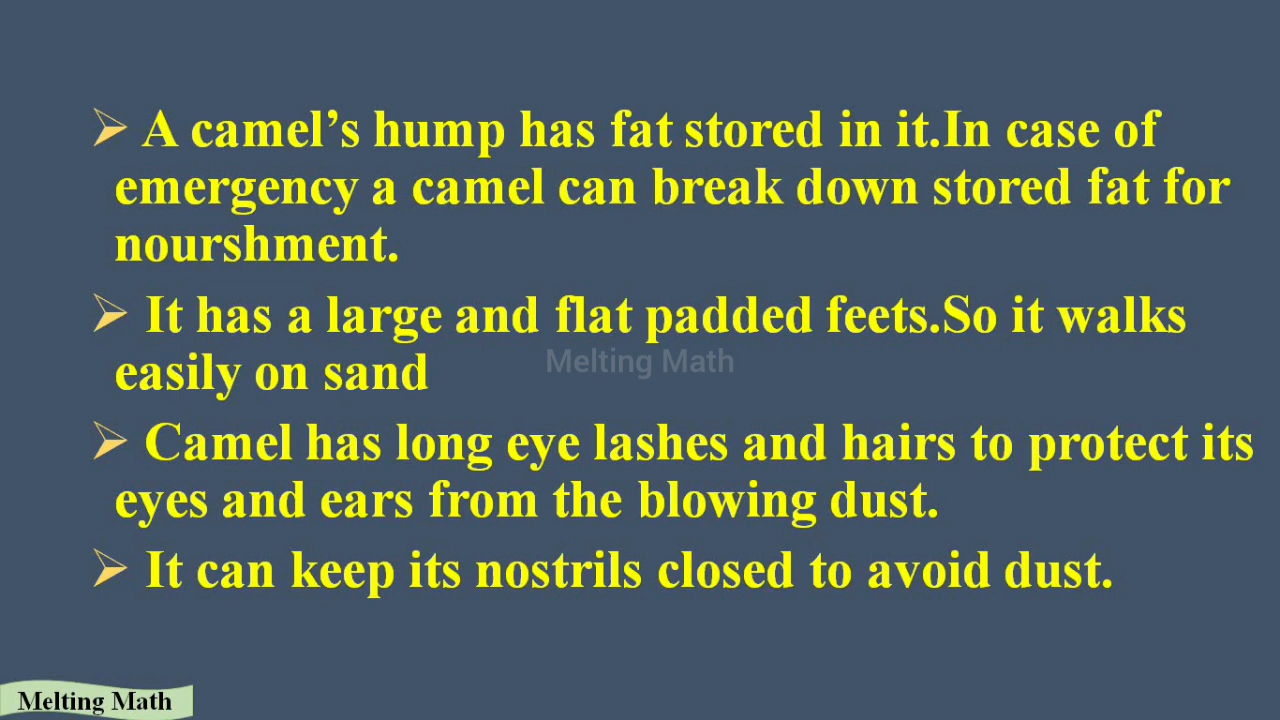 ➢ A camel’s hump has fat stored in it.In case of
emergency a camel can break down stored fat for
nourshment.
➢ It has a large and flat padded feets.So it walks
easily on sand
Melting Math
➢ Camel has long eye lashes and hairs to protect its
eyes and ears from the blowing dust.
➢ It can keep its nostrils closed to avoid dust.
Melting Math